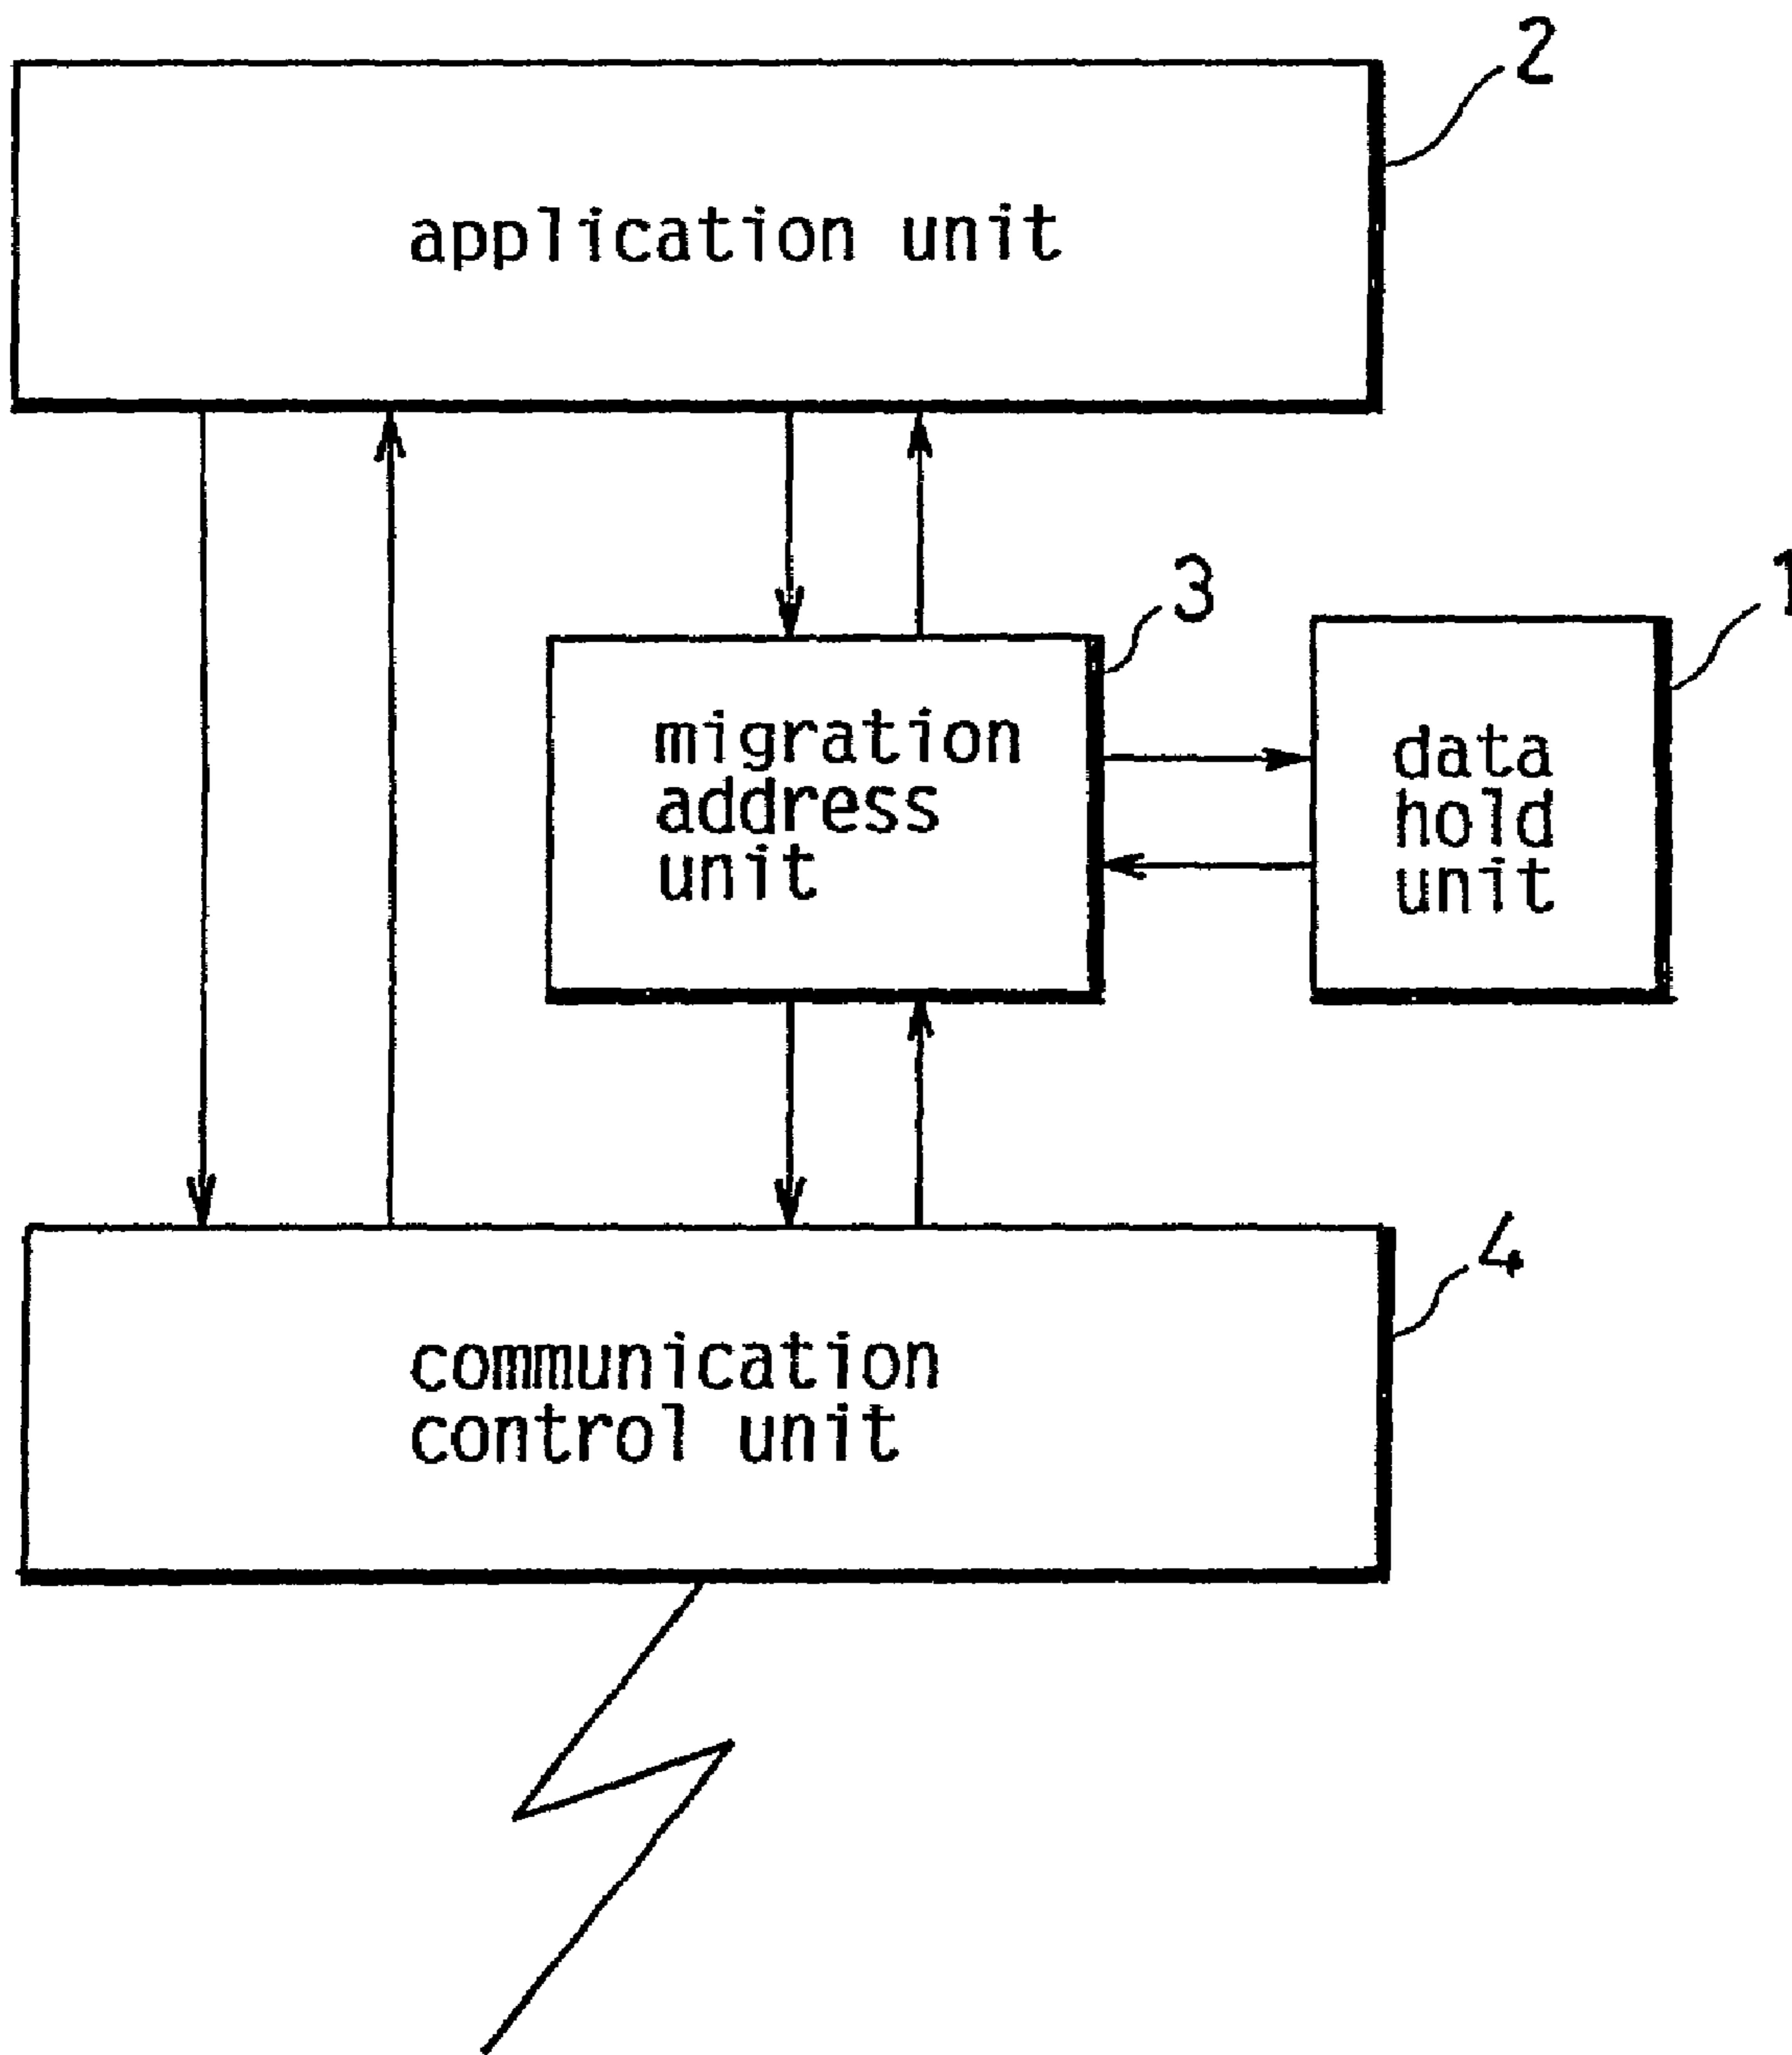 2
application unit
3
1
migration
address
unit
data
hold
unit
4
communication
control unit